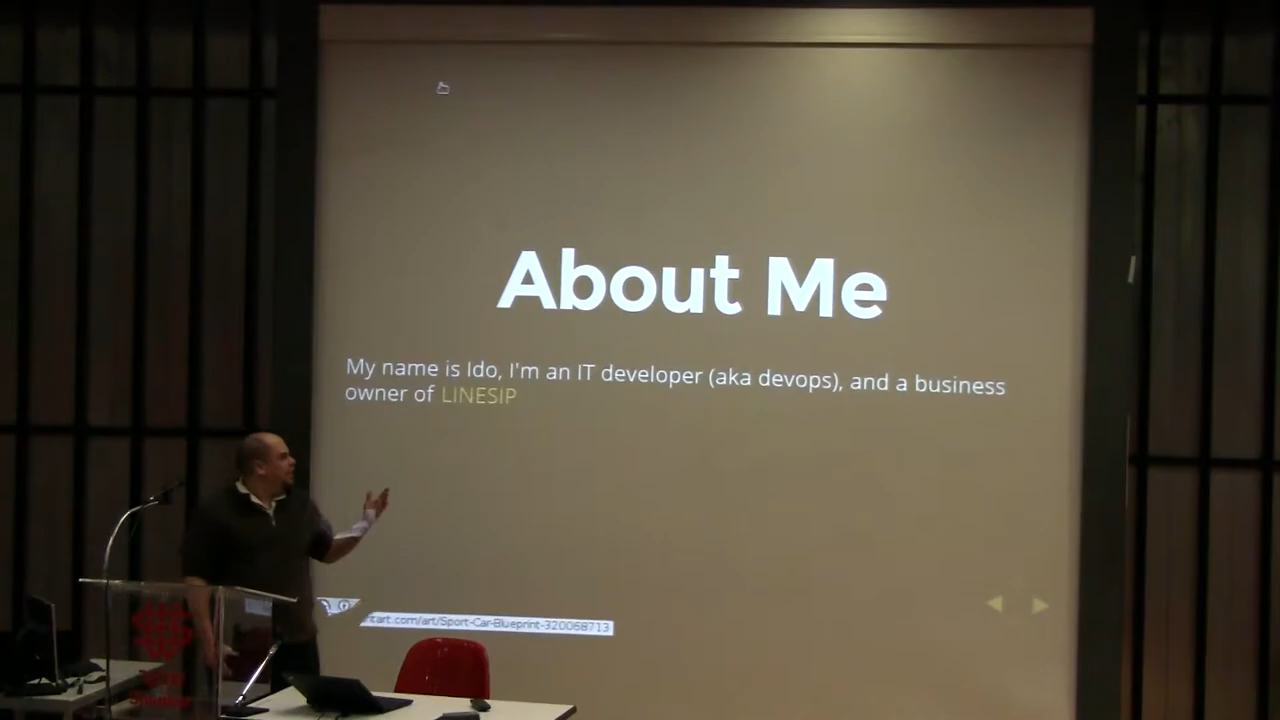 About Me
My name is Ido, I'm an IT developer (aka devops), and a business
owner of LINESIP
rtart.com/art/Sport-Car-Blueprint-320068713